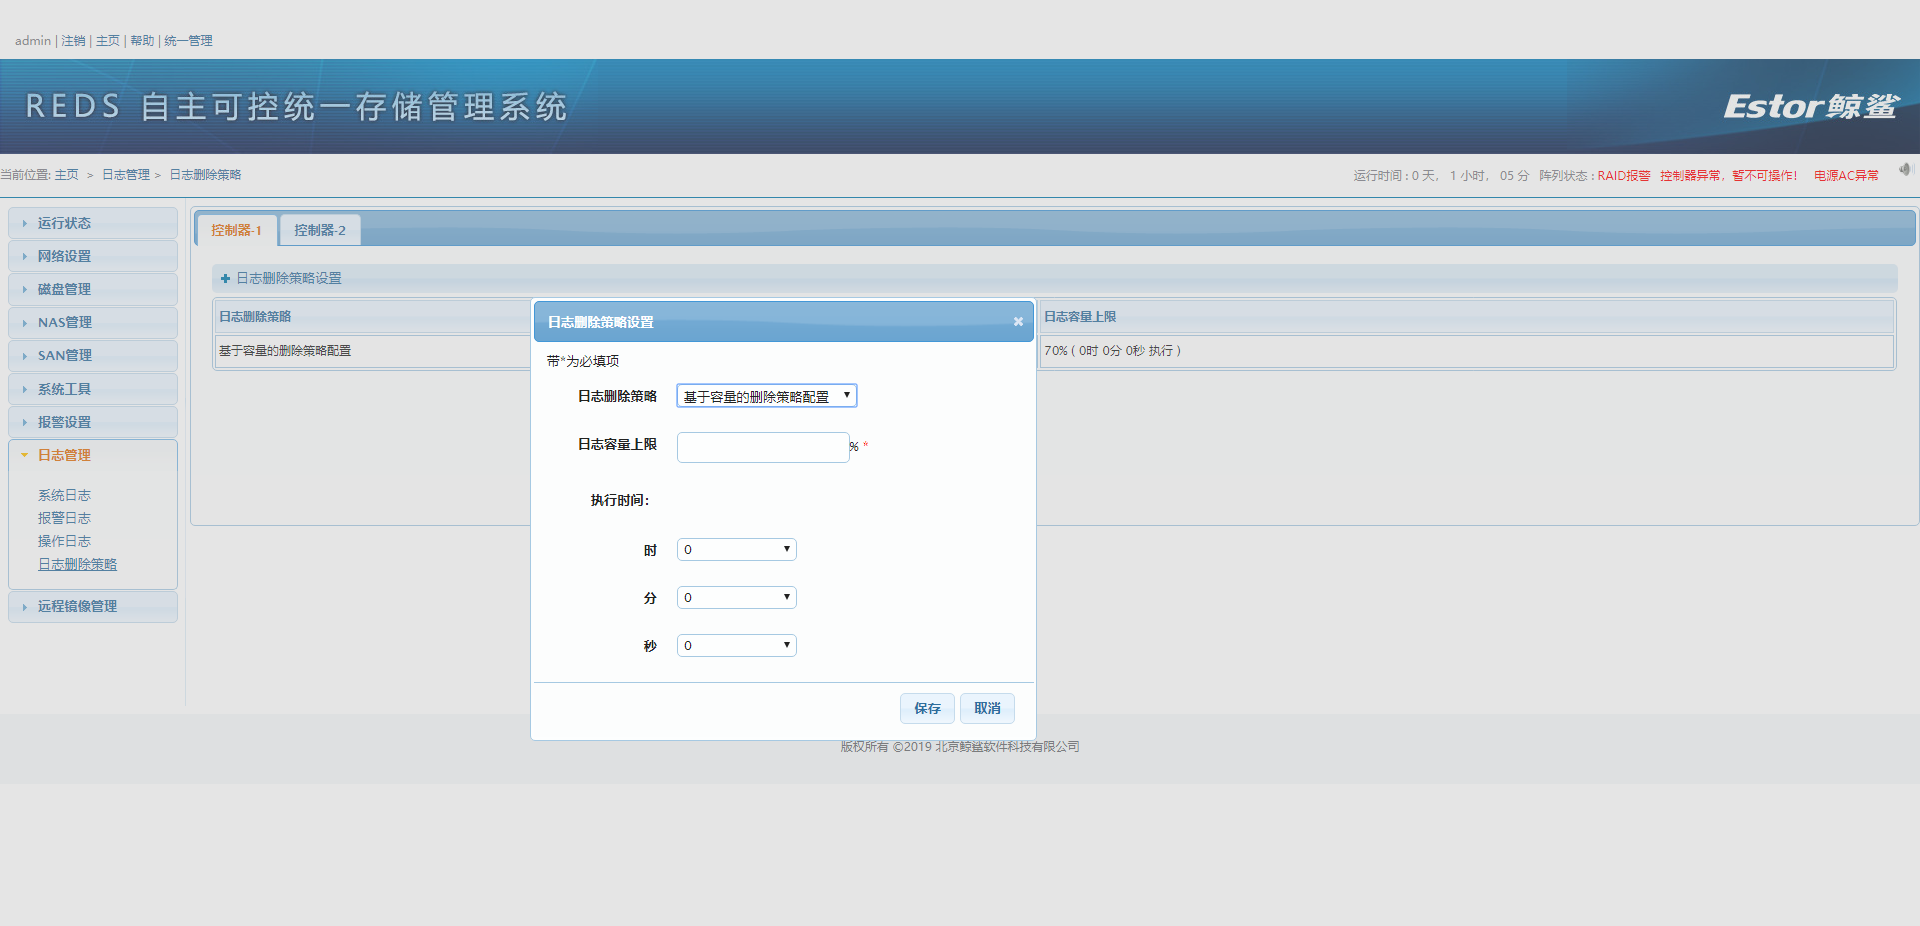 admin | 注销 | 主页 | 帮助 | 统一管理
REDS 自主可控统一存储管理系统
Estor鲸鲨
当前位置: 主页 > 日志管理 > 日志删除策略
运行时间 : 0 天, 1 小时, 05 分 阵列状态 : RAID报警 控制器异常，暂不可操作! 电源AC异常
运行状态
网络设置
磁盘管理
NAS管理
SAN管理
系统工具
报警设置
日志管理
系统日志
报警日志
操作日志
日志删除策略
远程镜像管理
控制器-1 控制器-2
日志删除策略设置
日志删除策略 日志容量上限
基于容量的删除策略配置 70% ( 0时 0分 0秒 执行 )
日志删除策略设置
带*为必填项
日志删除策略 基于容量的删除策略配置
日志容量上限 % *
执行时间：
时 0
分 0
秒 0
保存 取消
版权所有 ©2019 北京鲸鲨软件科技有限公司